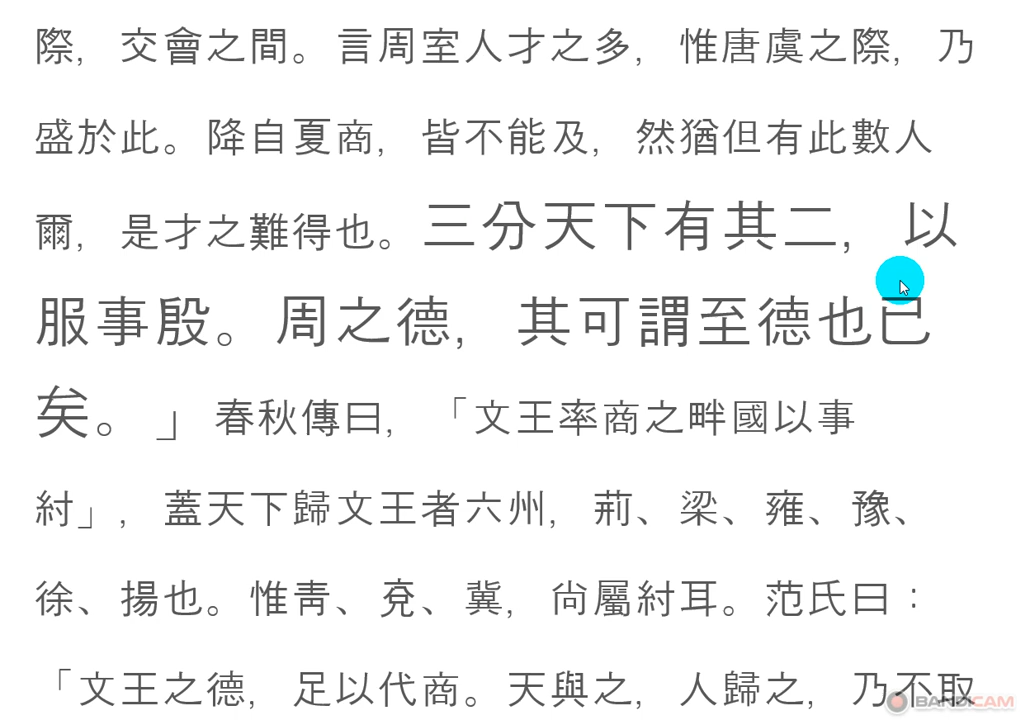 際，交會之間。言周室人才之多，惟唐虞之際，乃
盛於此。降自夏商，皆不能及，然猶但有此數人
爾，是才之難得也。三分天下有其二，以
服事殷。周之德，其可謂至德也已
矣。」春秋傳曰，「文王率商之畔國以事
紂」，蓋天下歸文王者六州，荊、梁、雍、豫、
徐、揚也。惟靑、兗、冀，尙屬紂耳。范氏曰：
「文王之德，足以代商。天與之，人歸之，乃不取
BANDICAM